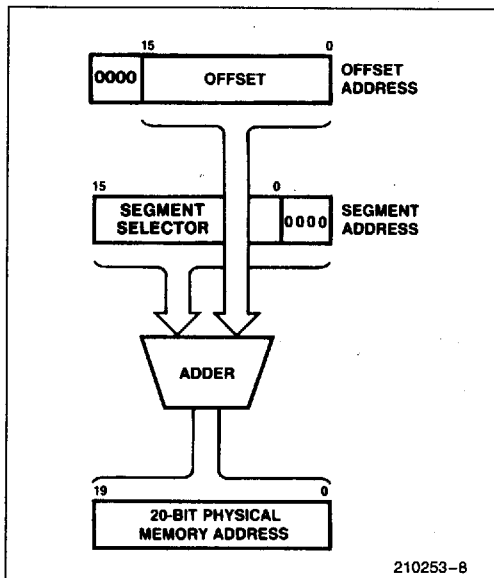 15 0
0000 OFFSET
OFFSET
ADDRESS
15 0
SEGMENT
SELECTOR
0000
SEGMENT
ADDRESS
ADDER
19 0
20-BIT PHYSICAL
MEMORY ADDRESS
210253-8